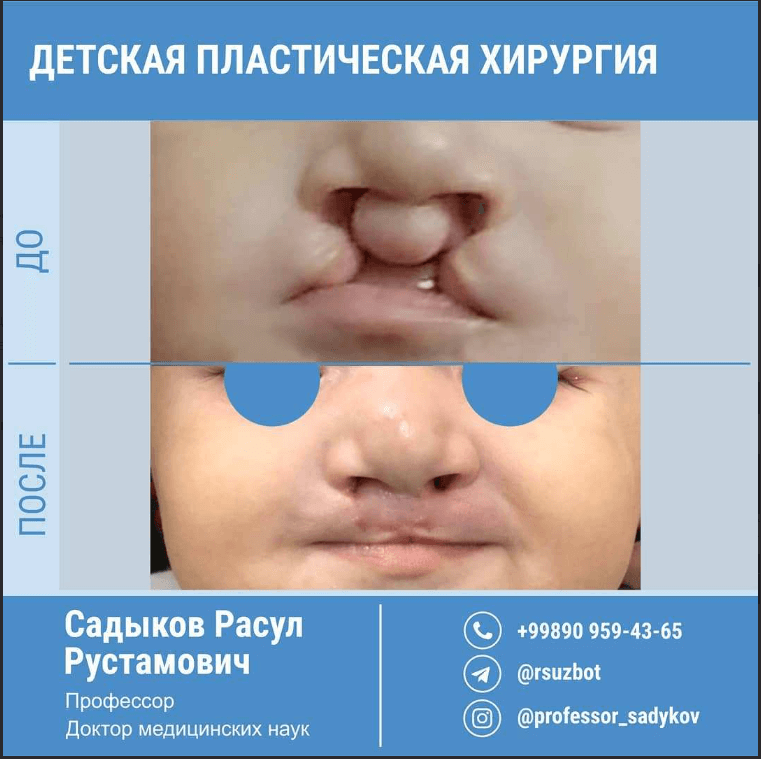 ДЕТСКАЯ ПЛАСТИЧЕСКАЯ ХИРУРГИЯ
ДО
ПОСЛЕ
Садыков Расул
Рустамович
Профессор
Доктор медицинских наук
+99890 959-43-65
@rsuzbot
@professor_sadykov